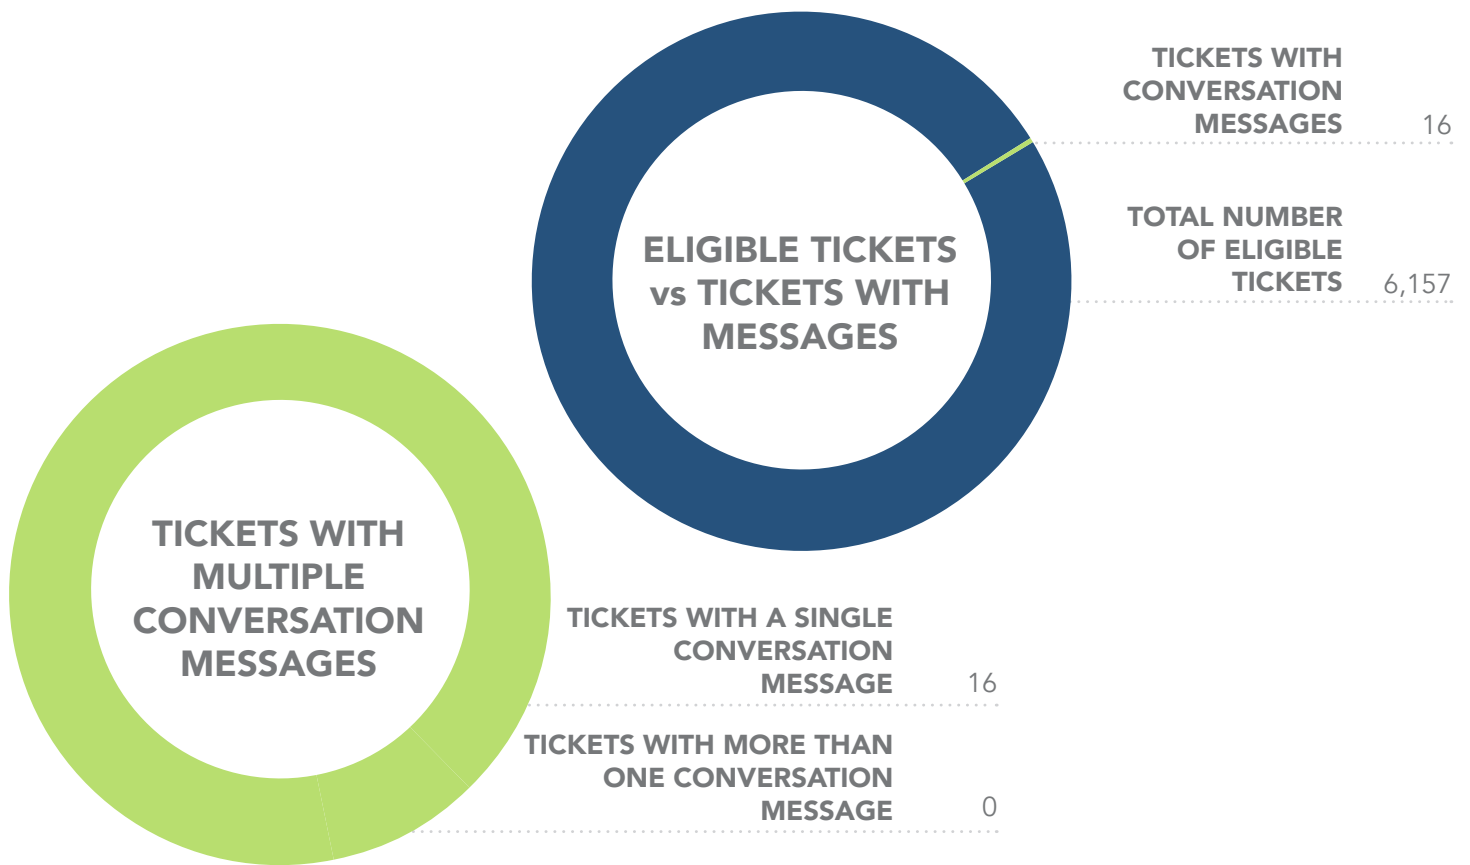 TICKETS WITH
CONVERSATION
MESSAGES 16
TOTAL NUMBER
OF ELIGIBLE
TICKETS 6,157
ELIGIBLE TICKETS
vs TICKETS WITH
MESSAGES
TICKETS WITH
MULTIPLE
CONVERSATION
MESSAGES
TICKETS WITH A SINGLE
CONVERSATION
MESSAGE 16
TICKETS WITH MORE THAN
ONE CONVERSATION
MESSAGE 0